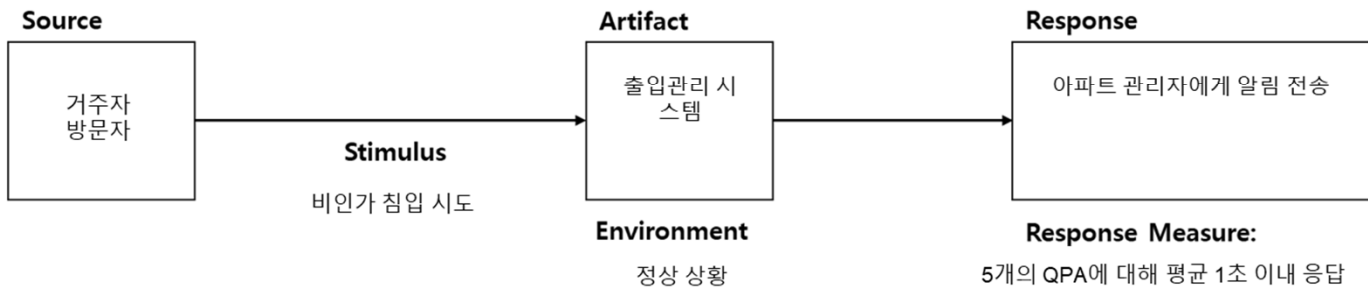 Source
거주자
방문자
Stimulus
비인가 침입 시도
Artifact
출입관리 시
스템
Environment
정상 상황
Response
아파트 관리자에게 알림 전송
Response Measure:
5개의 QPA에 대해 평균 1초 이내 응답